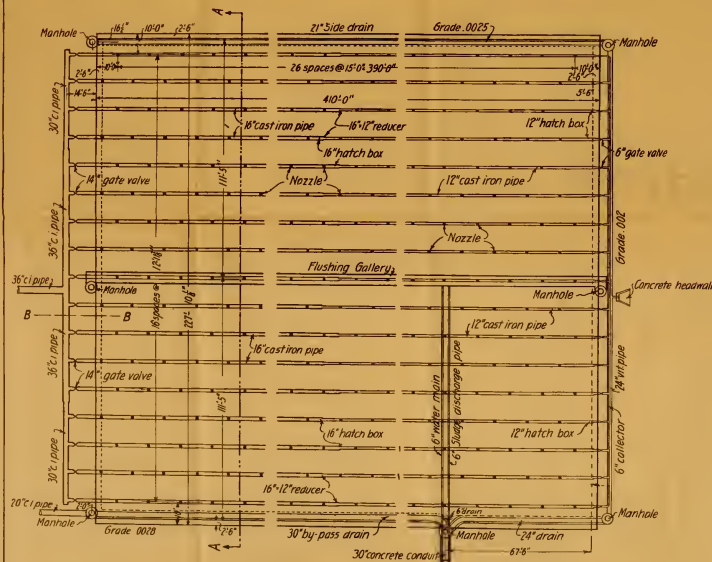 A
16½"
10'-0"
2'-6"
21" Side drain
Grade .0025
Manhole
Manhole
10'-0"
26 spaces @ 15'-0"= 390'-0"
10'-0"
2'-6"
2'-6"
14'-6"
410'-0"
5'-6"
30" c.i. pipe
16" cast iron pipe
16"×12" reducer
12" hatch box
16" hatch box
6" gate valve
14" gate valve
Nozzle
12" cast iron pipe
111'-5"
Nozzle
Grade .002
36" c.i. pipe
Flushing Gallery
36" c.i. pipe
Manhole
Manhole
Concrete headwall
16 spaces @
B
B
12" cast iron pipe
16" cast iron pipe
36" c.i. pipe
14" gate valve
6" water main
6" Sludge discharge pipe
24" vit pipe
111'-5"
16" hatch box
12" hatch box
6" collector
30" c.i. pipe
16"×12" reducer
20" c.i. pipe
2'-0"
6" drain
Manhole
Manhole
Grade .0028
2'-6"
30" by-pass drain
Manhole
24" drain
A
30" concrete conduit
67'-6"